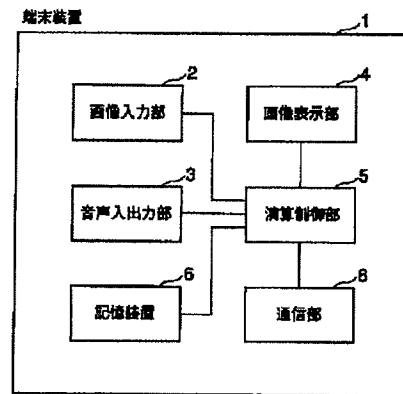 端末装置
1
2
画像入力部
4
画像表示部
3
音声入出力部
5
演算制御部
6
記憶装置
6
通信部